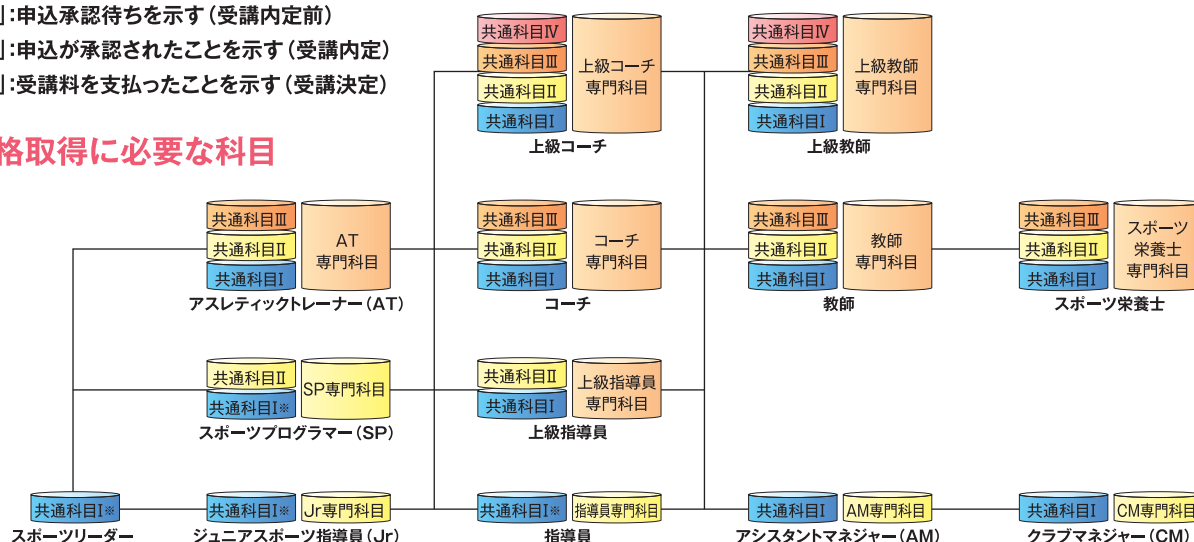 」：申込承認待ちを示す（受講内定前）
」：申込が承認されたことを示す（受講内定）
」：受講料を支払ったことを示す（受講決定）
格取得に必要な科目
共通科目Ⅳ
共通科目Ⅲ
共通科目Ⅱ
共通科目Ⅰ
上級コーチ
専門科目
上級コーチ
共通科目Ⅳ
共通科目Ⅲ
共通科目Ⅱ
共通科目Ⅰ
上級教師
専門科目
上級教師
共通科目Ⅲ
共通科目Ⅱ
共通科目Ⅰ
AT
専門科目
アスレティックトレーナー（AT）
共通科目Ⅲ
共通科目Ⅱ
共通科目Ⅰ
コーチ
専門科目
コーチ
共通科目Ⅲ
共通科目Ⅱ
共通科目Ⅰ
教師
専門科目
教師
共通科目Ⅲ
共通科目Ⅱ
共通科目Ⅰ
スポーツ
栄養士
専門科目
スポーツ栄養士
共通科目Ⅱ
共通科目Ⅰ※
SP専門科目
スポーツプログラマー（SP）
共通科目Ⅱ
共通科目Ⅰ
上級指導員
専門科目
上級指導員
共通科目Ⅰ※
スポーツリーダー
共通科目Ⅰ※
Jr専門科目
ジュニアスポーツ指導員（Jr）
共通科目Ⅰ※
指導員専門科目
指導員
共通科目Ⅰ
AM専門科目
アシスタントマネジャー（AM）
共通科目Ⅰ
CM専門科目
クラブマネジャー（CM）